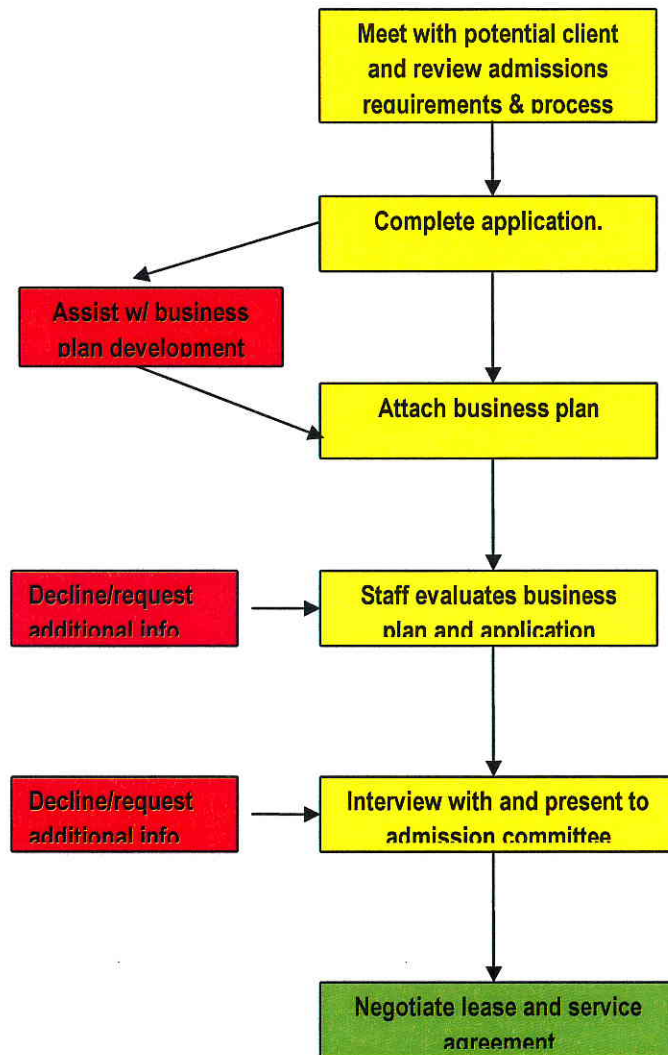 Meet with potential client
and review admissions
requirements & process
Complete application.
Assist w/ business
plan development
Attach business plan
Decline/request
additional info
Staff evaluates business
plan and application
Decline/request
additional info
Interview with and present to
admission committee
Negotiate lease and service
agreement